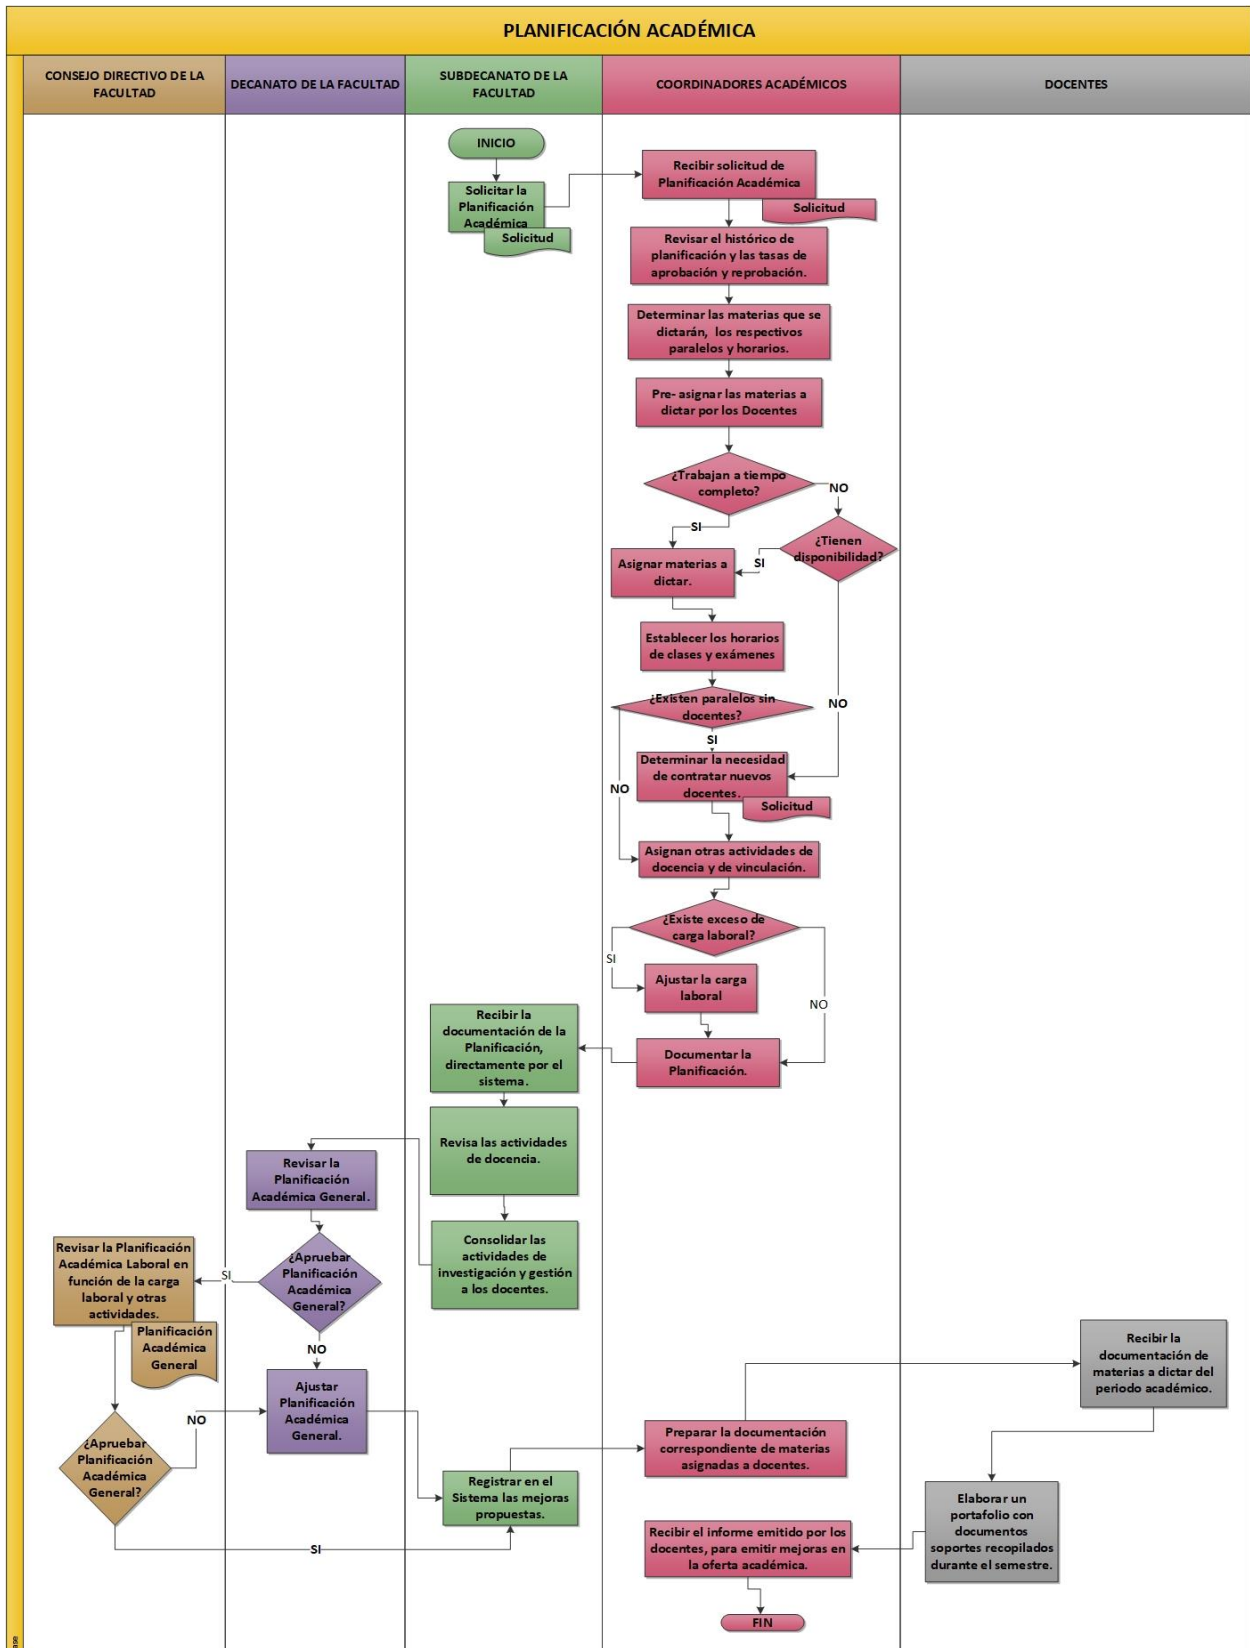 PLANIFICACIÓN ACADÉMICA
CONSEJO DIRECTIVO DE LA
FACULTAD
DECANATO DE LA FACULTAD
SUBDECANATO DE LA
FACULTAD
COORDINADORES ACADÉMICOS
DOCENTES
INICIO
Solicitar la
Planificación
Académica
Solicitud
Recibir solicitud de
Planificación Académica
Solicitud
Revisar el histórico de
planificación y las tasas de
aprobación y reprobación.
Determinar las materias que se
dictarán, los respectivos
paralelos y horarios.
Pre- asignar las materias a
dictar por los Docentes
¿Trabajan a tiempo
completo?
NO
SI
¿Tienen
disponibilidad?
SI
Asignar materias a
dictar.
Establecer los horarios
de clases y exámenes
¿Existen paralelos sin
docentes?
NO
SI
Determinar la necesidad
de contratar nuevos
docentes.
NO
Solicitud
Asignan otras actividades de
docencia y de vinculación.
¿Existe exceso de
carga laboral?
SI
Ajustar la carga
laboral
NO
Documentar la
Planificación.
Recibir la
documentación de la
Planificación,
directamente por el
sistema.
Revisa las actividades
de docencia.
Consolidar las
actividades de
investigación y gestión
a los docentes.
Revisar la
Planificación
Académica General.
¿Apruebar
Planificación
Académica
General?
SI
NO
Revisar la Planificación
Académica Laboral en
función de la carga
laboral y otras
actividades.
Planificación
Académica
General
¿Apruebar
Planificación
Académica
General?
NO
SI
Ajustar
Planificación
Académica
General.
Registrar en el
Sistema las mejoras
propuestas.
Preparar la documentación
correspondiente de materias
asignadas a docentes.
Recibir la
documentación de
materias a dictar del
periodo académico.
Elaborar un
portafolio con
documentos
soportes recopilados
durante el semestre.
Recibir el informe emitido por los
docentes, para emitir mejoras en
la oferta académica.
FIN